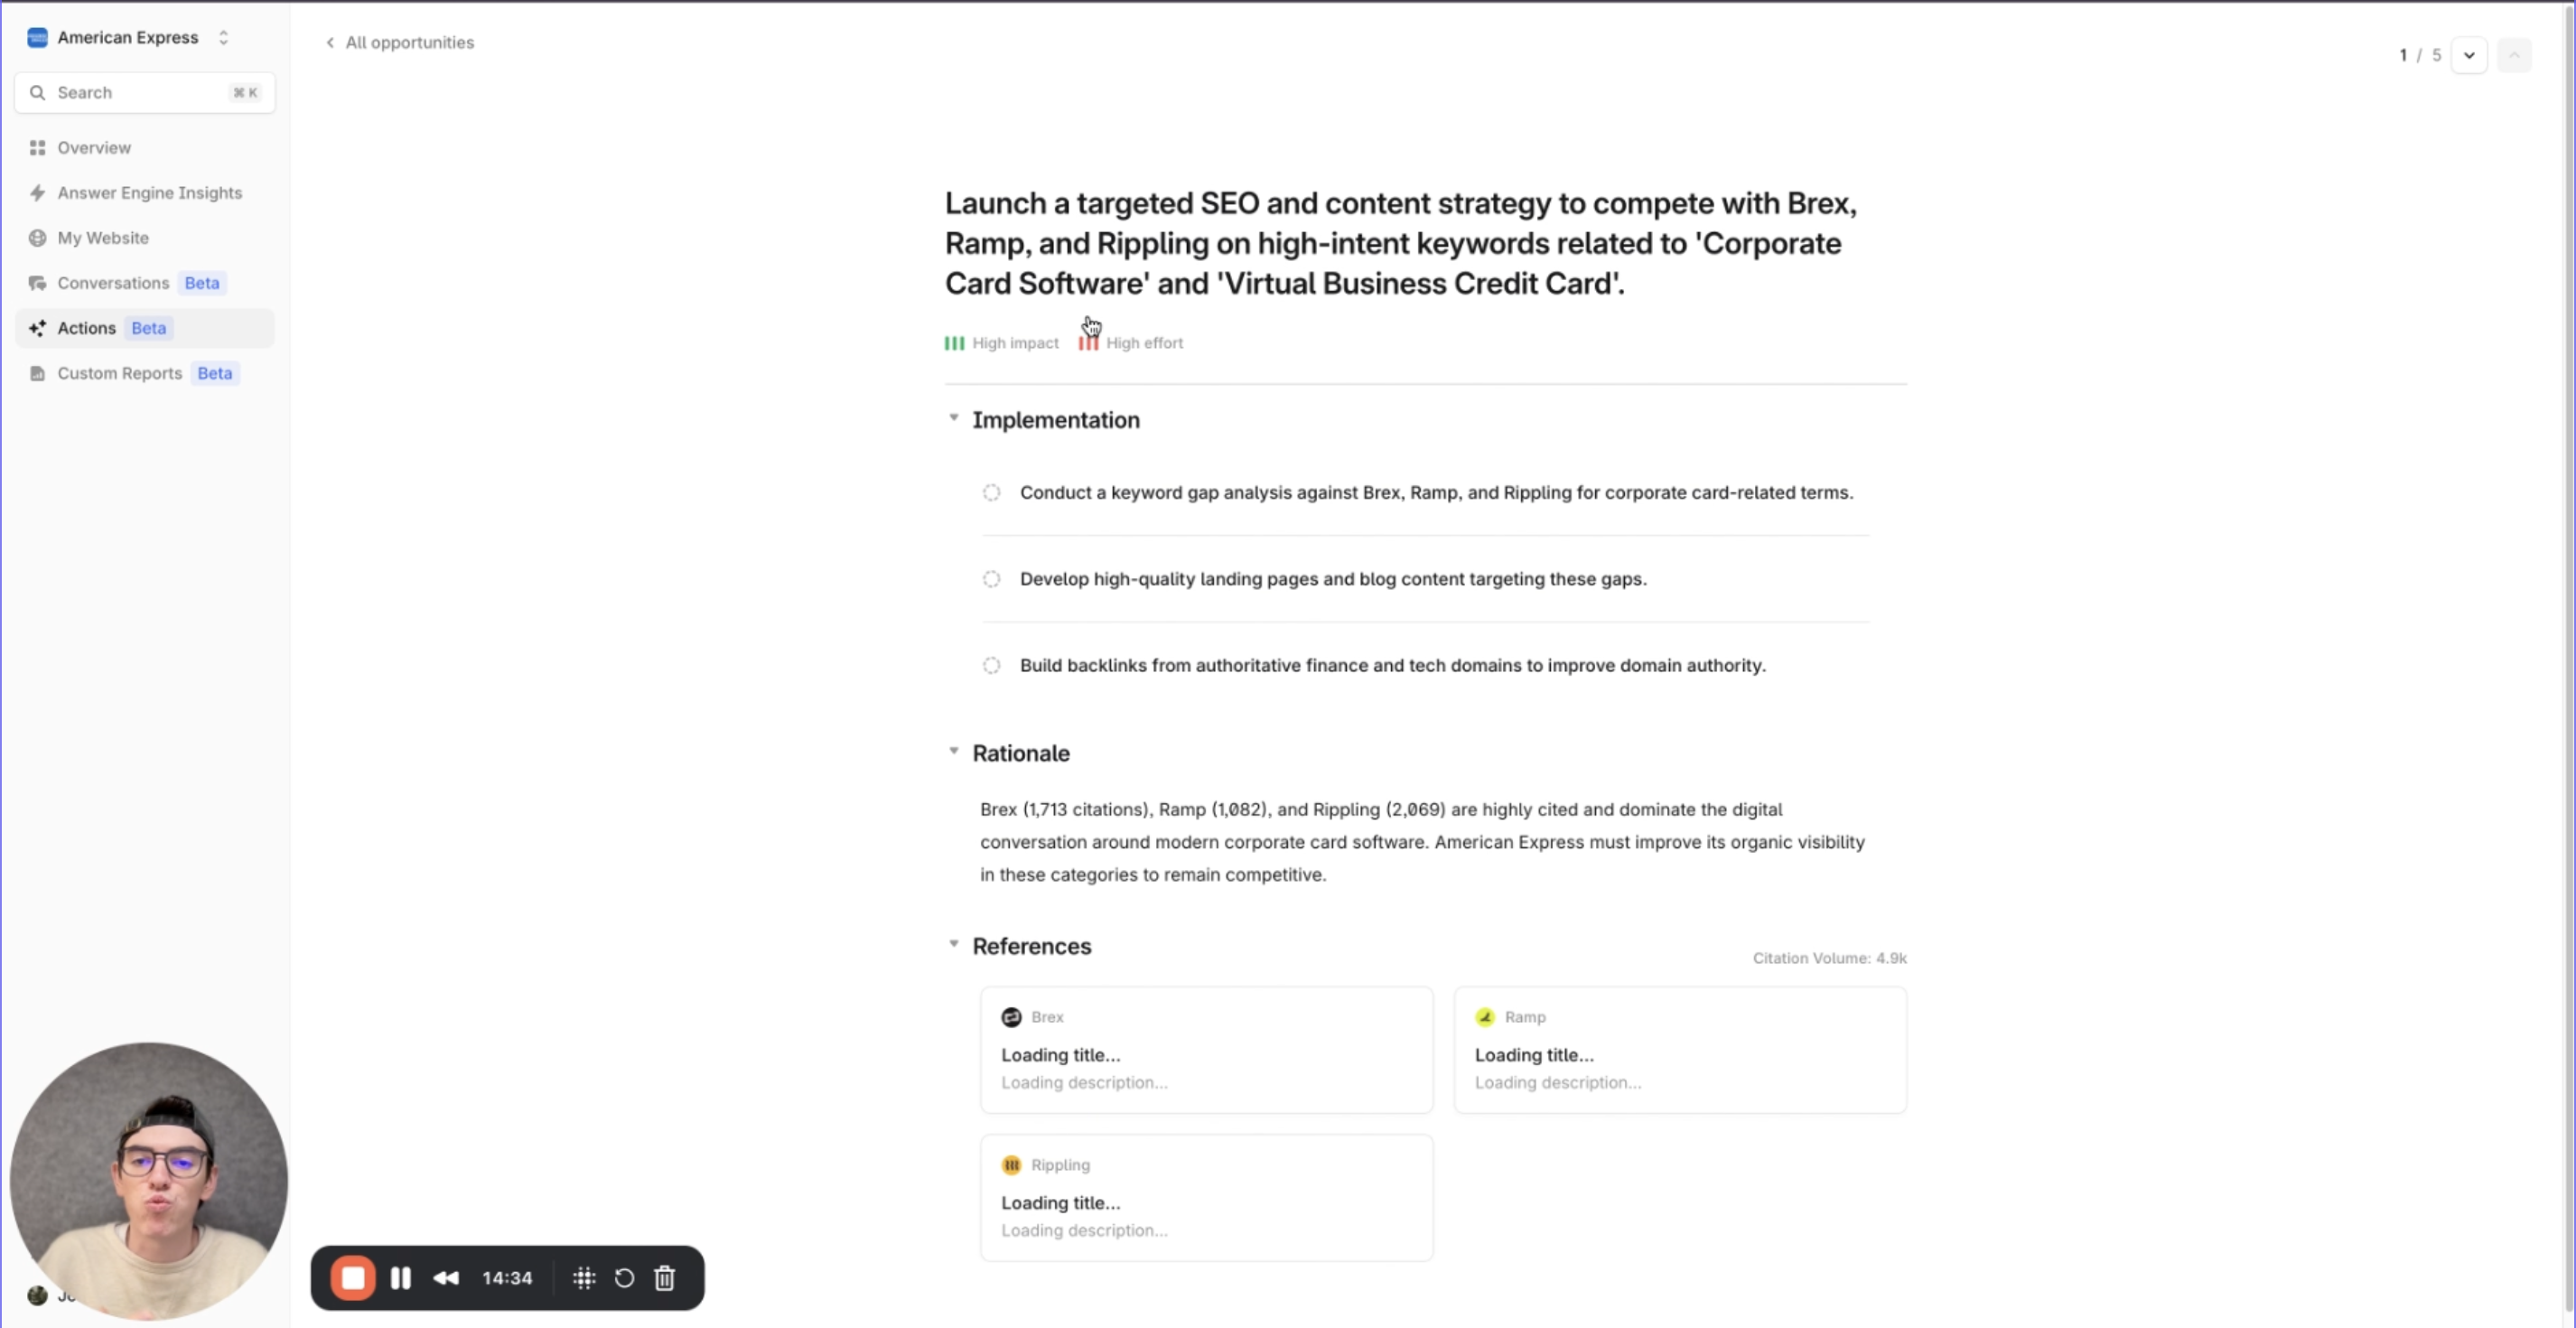 American Express
Search
⌘ K
Overview
Answer Engine Insights
My Website
Conversations Beta
Actions Beta
Custom Reports Beta
All opportunities
1 / 5
Launch a targeted SEO and content strategy to compete with Brex,
Ramp, and Rippling on high-intent keywords related to 'Corporate
Card Software' and 'Virtual Business Credit Card'.
High impact
High effort
Implementation
Conduct a keyword gap analysis against Brex, Ramp, and Rippling for corporate card-related terms.
Develop high-quality landing pages and blog content targeting these gaps.
Build backlinks from authoritative finance and tech domains to improve domain authority.
Rationale
Brex (1,713 citations), Ramp (1,082), and Rippling (2,069) are highly cited and dominate the digital
conversation around modern corporate card software. American Express must improve its organic visibility
in these categories to remain competitive.
References
Citation Volume: 4.9k
Brex
Loading title...
Loading description...
Ramp
Loading title...
Loading description...
Rippling
Loading title...
Loading description...
14:34